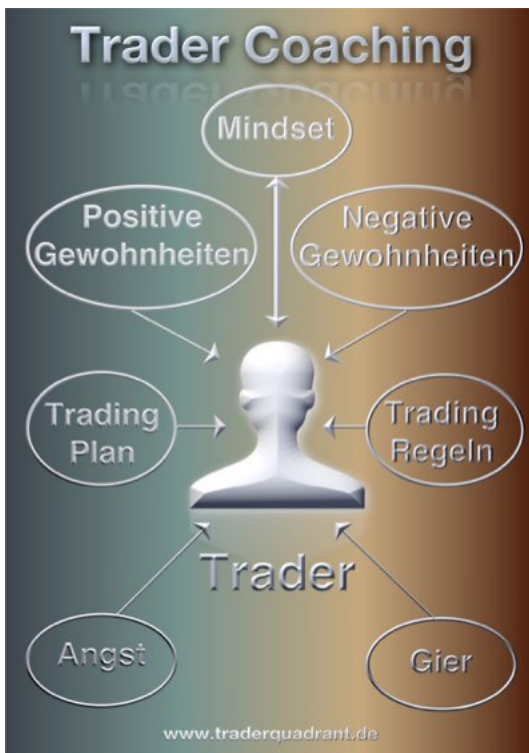 Trader Coaching
Mindset
Positive
Gewohnheiten
Negative
Gewohnheiten
Trading
Plan
Trading
Regeln
Trader
Angst
Gier
www.traderquadrant.de